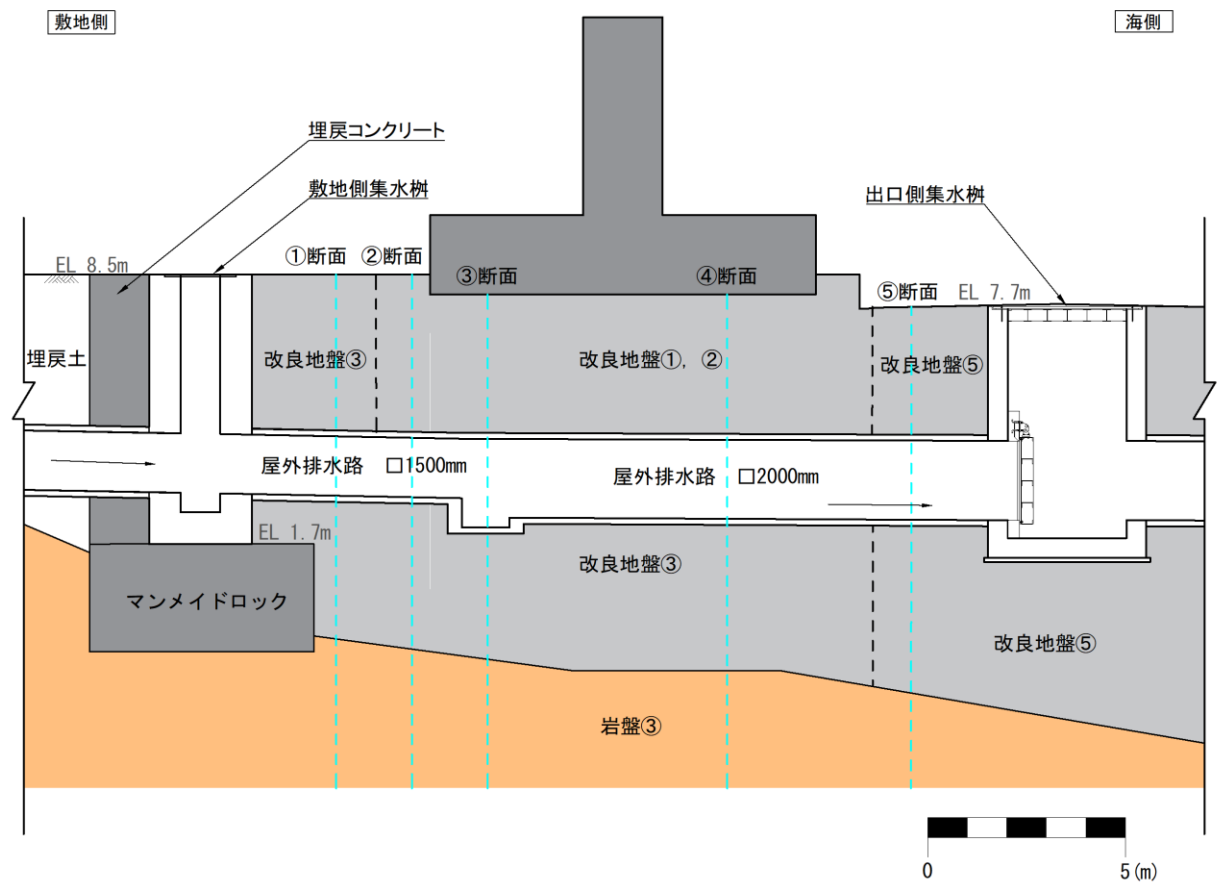 敷地側
海側
埋戻コンクリート
敷地側集水桝
出口側集水桝
①断面
②断面
EL 8.5m
③断面
④断面
⑤断面
EL 7.7m
埋戻土
改良地盤③
改良地盤①，②
改良地盤⑤
屋外排水路 □1500mm
屋外排水路 □2000mm
EL 1.7m
改良地盤③
マンメイドロック
改良地盤⑤
岩盤③
0
5(m)